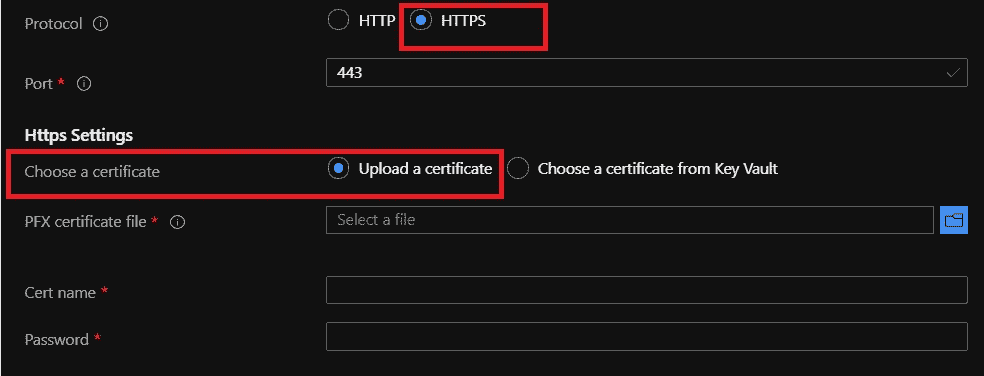 Protocol HTTP HTTPS
Port * 443
Https Settings
Choose a certificate Upload a certificate Choose a certificate from Key Vault
PFX certificate file * Select a file
Cert name *
Password *